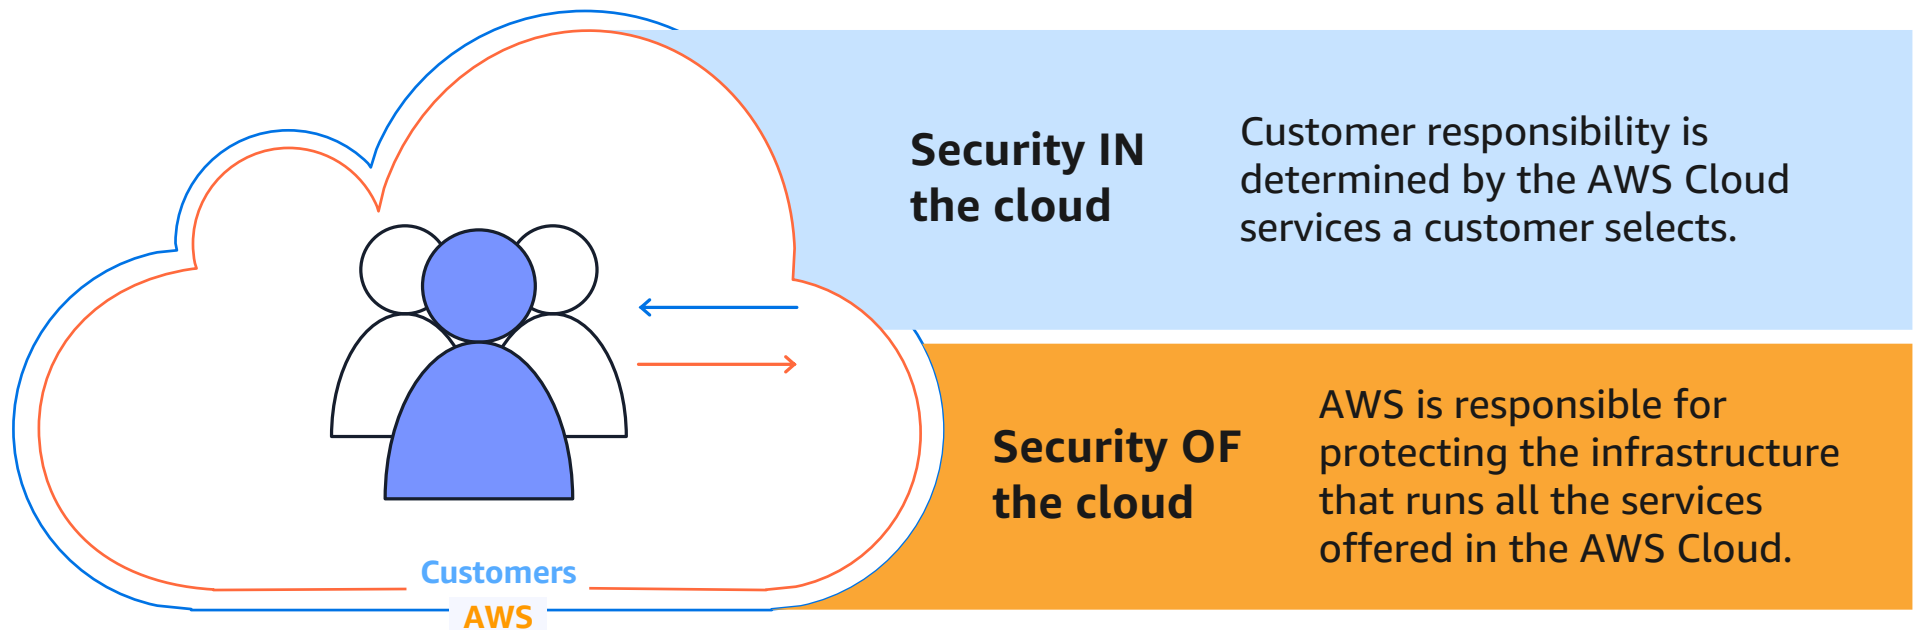 Security IN
the cloud
Customer responsibility is
determined by the AWS Cloud
services a customer selects.
Security OF
the cloud
AWS is responsible for
protecting the infrastructure
that runs all the services
offered in the AWS Cloud.
Customers
AWS